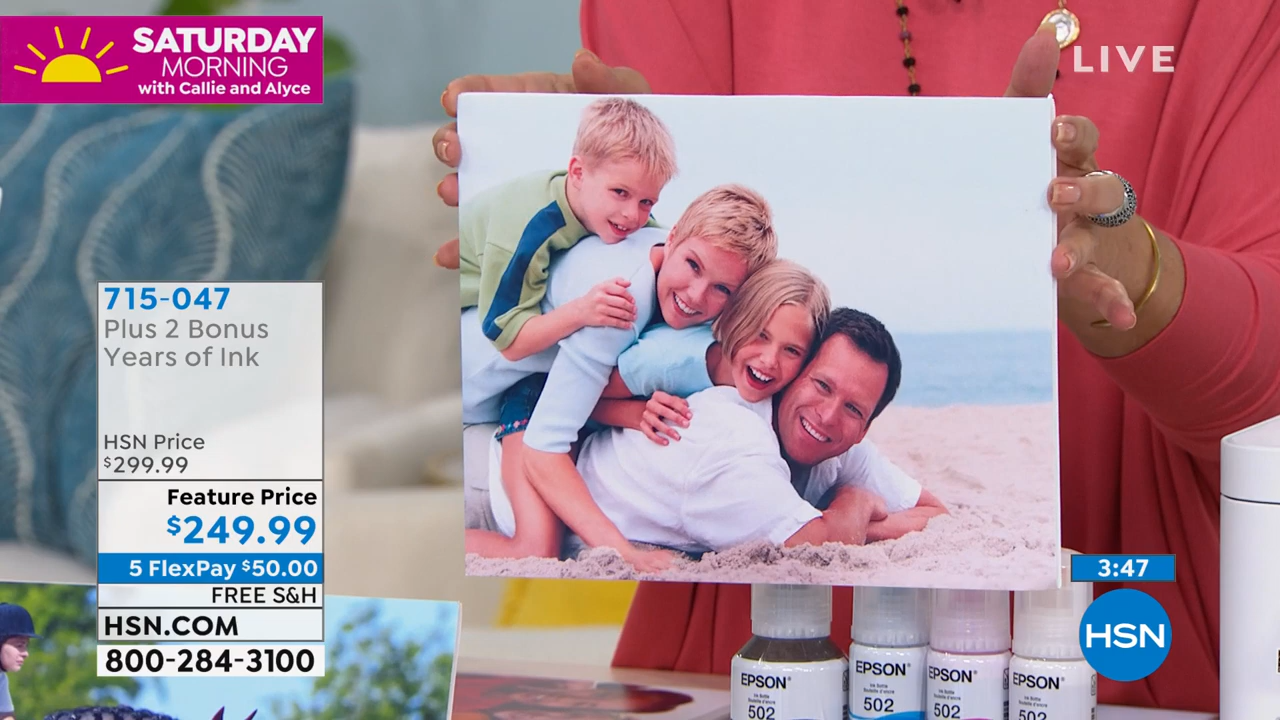 SATURDAY
MORNING
with Callie and Alyce
LIVE
715-047
Plus 2 Bonus
Years of Ink
HSN Price
$299.99
Feature Price
$249.99
5 FlexPay $50.00
FREE S&H
HSN.COM
800-284-3100
3:47
HSN
EPSON
502
EPSON
502
EPSON
502
EPSON
502